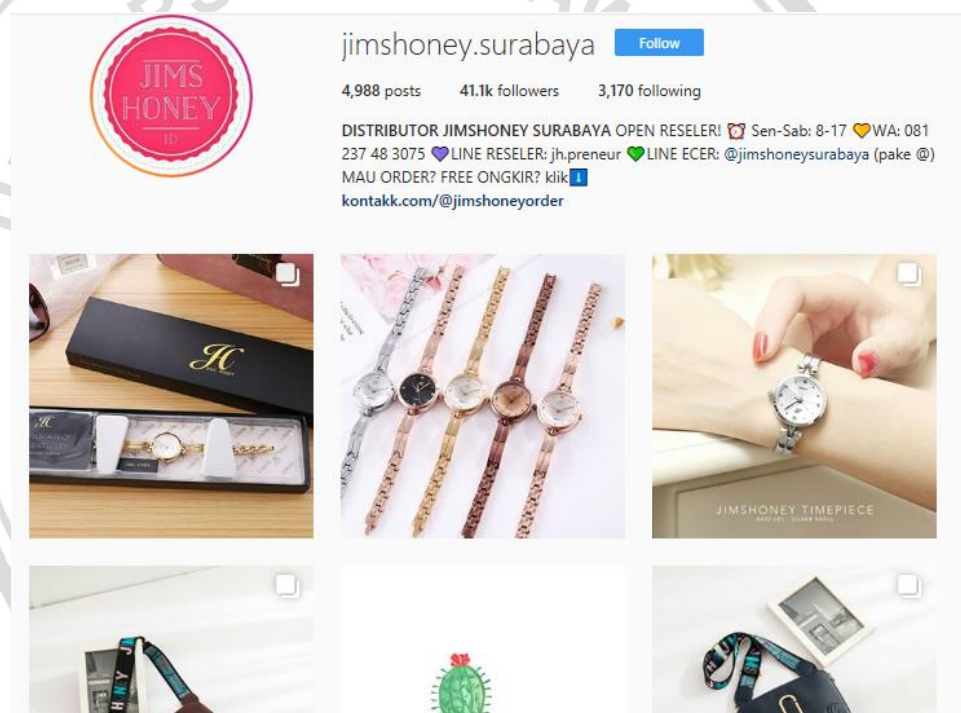 JIMS
HONEY
ID
jimshoney.surabaya Follow
4,988 posts 41.1k followers 3,170 following
DISTRIBUTOR JIMSHONEY SURABAYA OPEN RESELER! ⏰ Sen-Sab: 8-17 🧡WA: 081
237 48 3075 💜LINE RESELER: jh.preneur 💚LINE ECER: @jimshoneysurabaya (pake @)
MAU ORDER? FREE ONGKIR? klik⬇
kontakk.com/@jimshoneyorder
JIMSHONEY TIMEPIECE